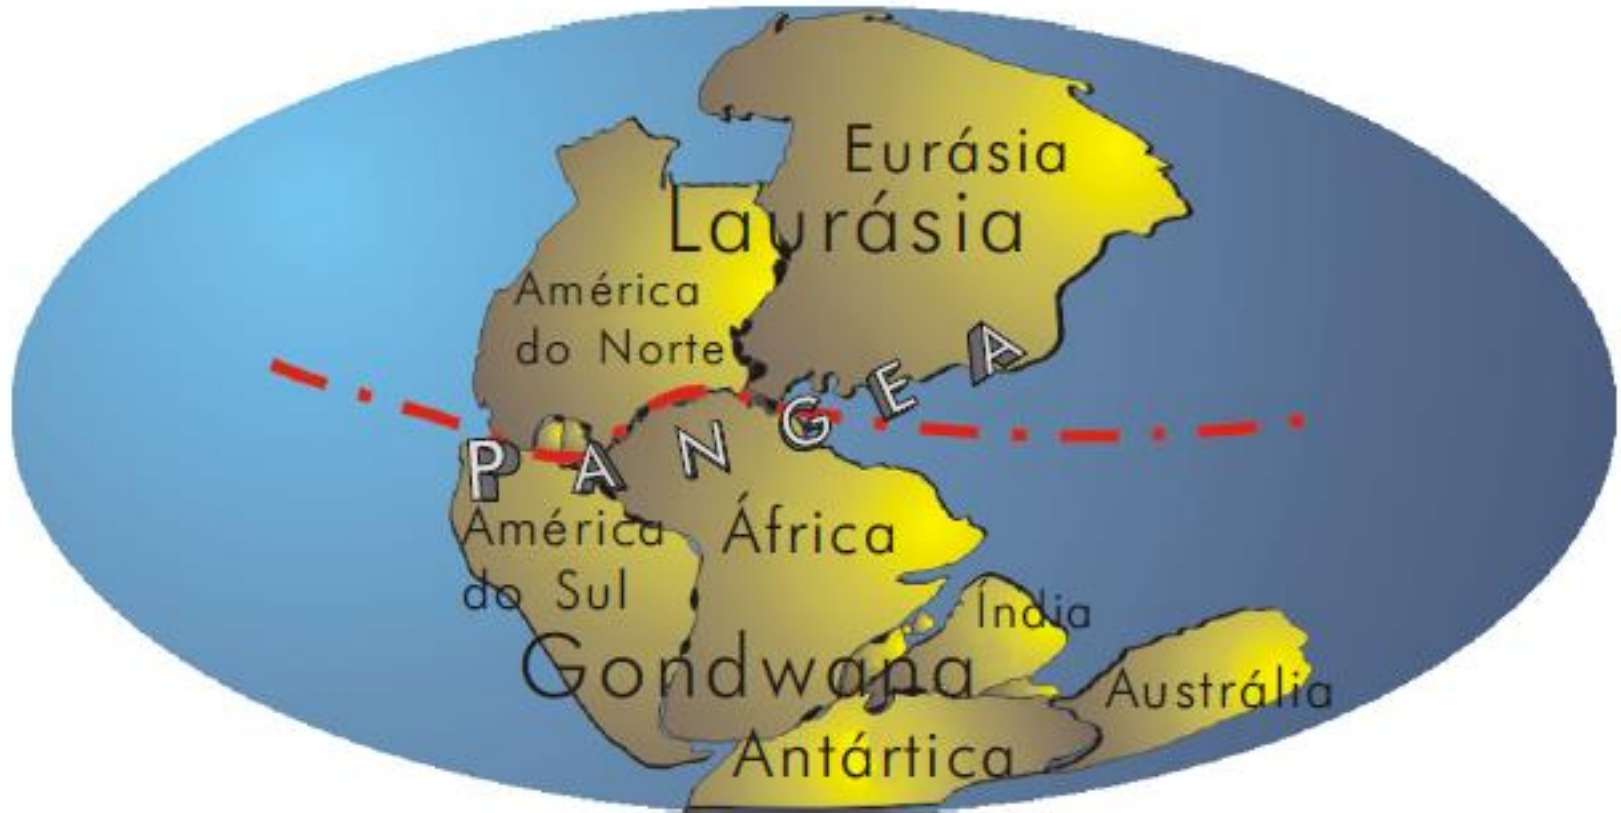 Eurásia
Laurásia
América
do Norte
PANGEA
América
do Sul
África
Índia
Gondwana
Austrália
Antártica